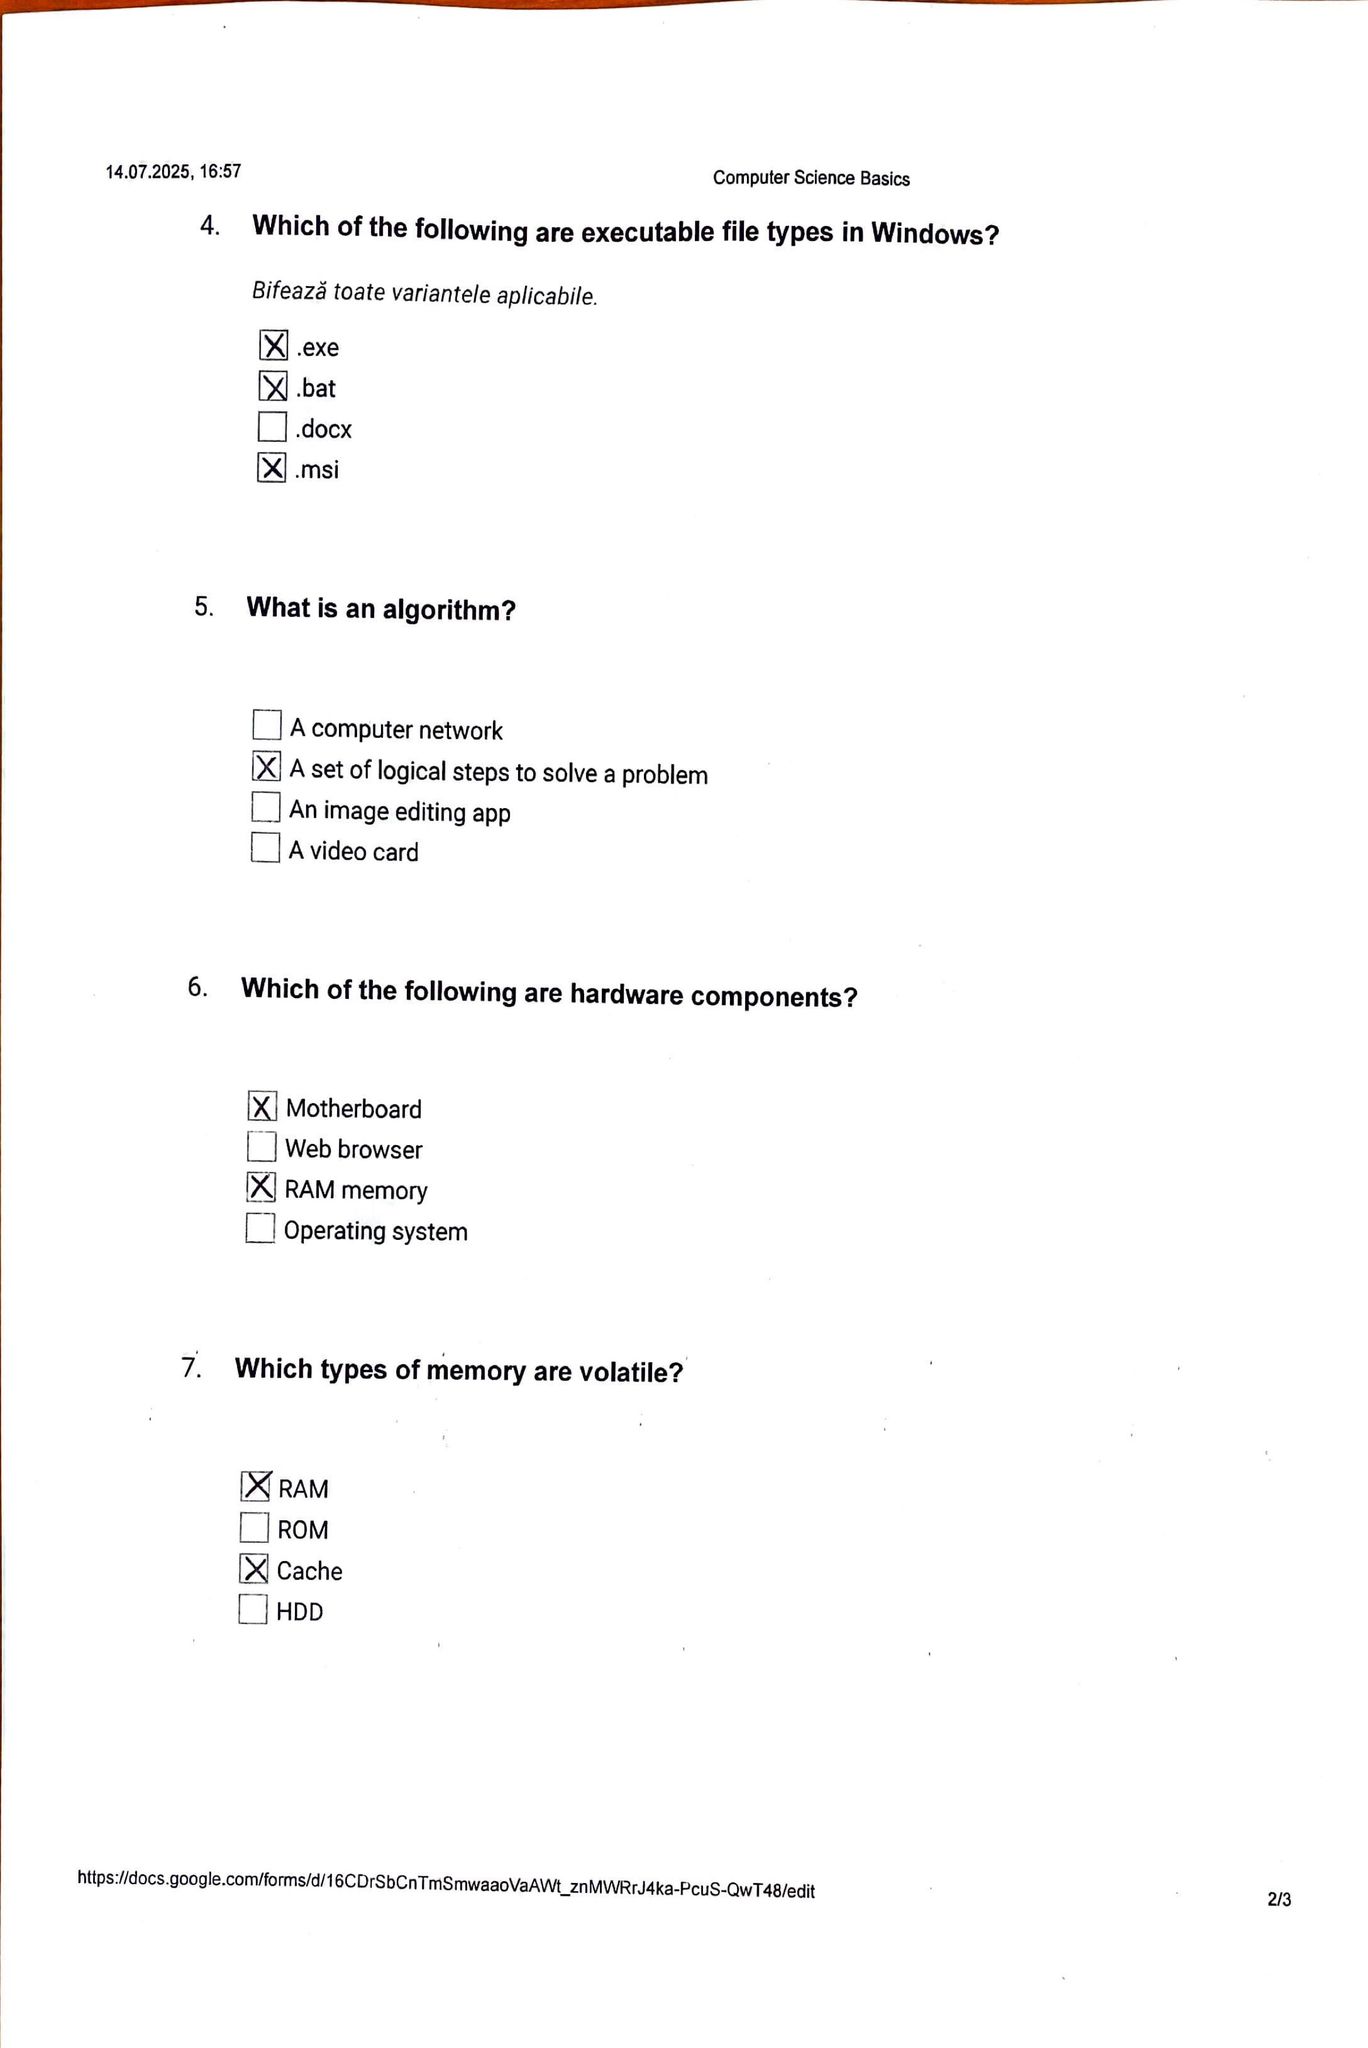 14.07.2025, 16:57
Computer Science Basics
4. Which of the following are executable file types in Windows?
Bifează toate variantele aplicabile.
X .exe
X .bat
.docx
X .msi
5. What is an algorithm?
A computer network
X A set of logical steps to solve a problem
An image editing app
A video card
6. Which of the following are hardware components?
X Motherboard
Web browser
X RAM memory
Operating system
7. Which types of memory are volatile?
X RAM
ROM
X Cache
HDD
https://docs.google.com/forms/d/16CDrSbCnTmSmwaaoVaAWt_znMWRrJ4ka-PcuS-QwT48/edit
2/3